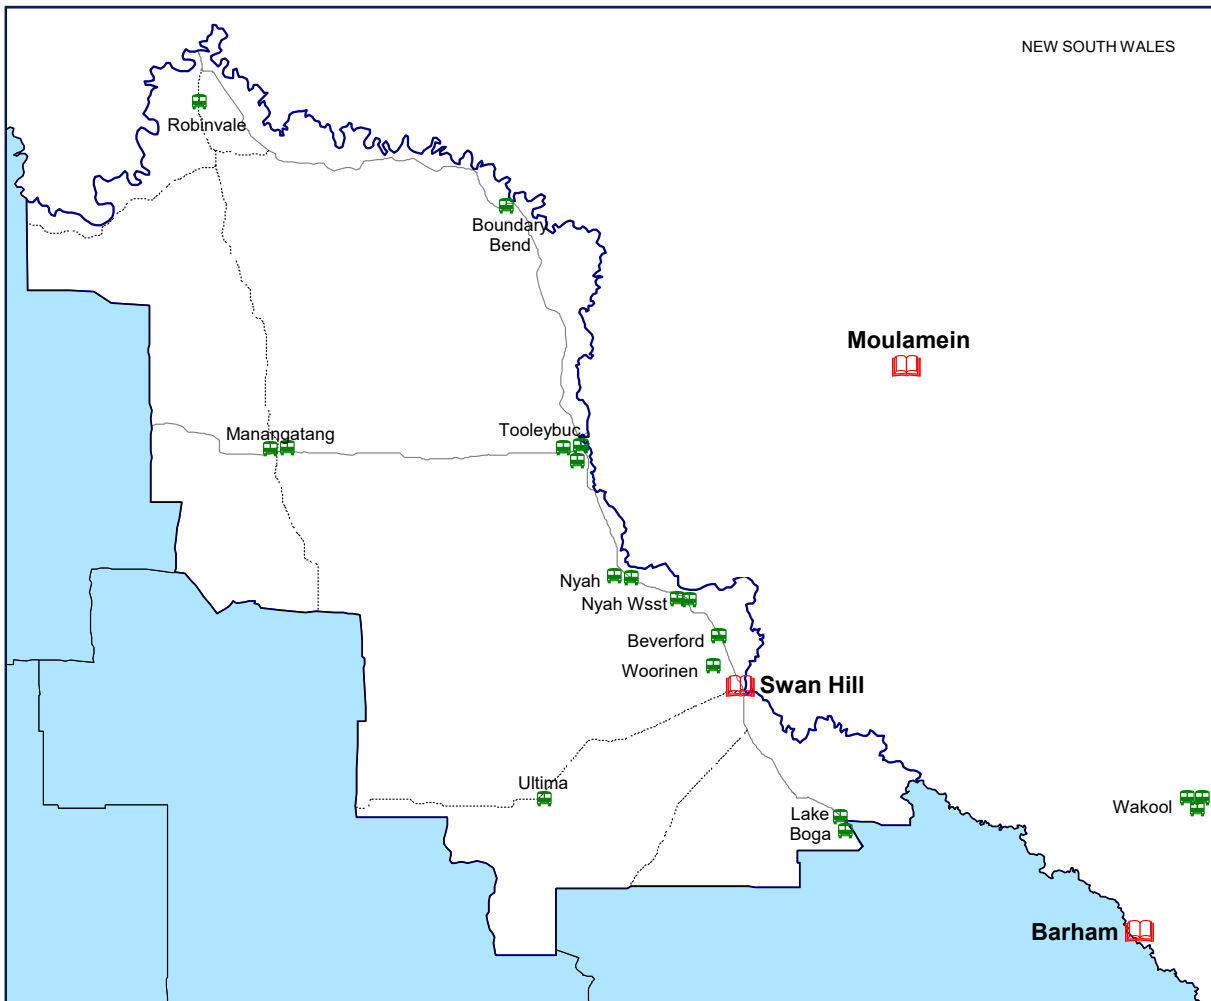 NEW SOUTH WALES
Robinvale
Boundary
Bend
Moulamein
Manangatang
Tooleybuc
Nyah
Nyah Wsst
Beverford
Woorinen
Swan Hill
Ultima
Lake
Boga
Wakool
Barham